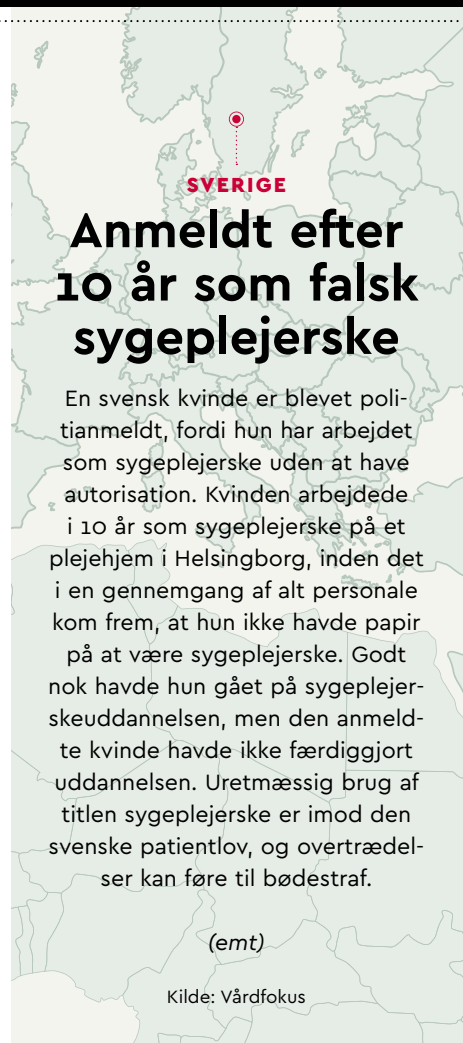 SVERIGE
Anmeldt efter
10 år som falsk
sygeplejerske
En svensk kvinde er blevet poli-
tianmeldt, fordi hun har arbejdet
som sygeplejerske uden at have
autorisation. Kvinden arbejdede
i 10 år som sygeplejerske på et
plejehjem i Helsingborg, inden det
i en gennemgang af alt personale
kom frem, at hun ikke havde papir
på at være sygeplejerske. Godt
nok havde hun gået på sygeplejer-
skeuddannelsen, men den anmeld-
te kvinde havde ikke færdiggjort
uddannelsen. Uretmæssig brug af
titlen sygeplejerske er imod den
svenske patientlov, og overtrædel-
ser kan føre til bødestraf.
(emt)
Kilde: Vårdfokus